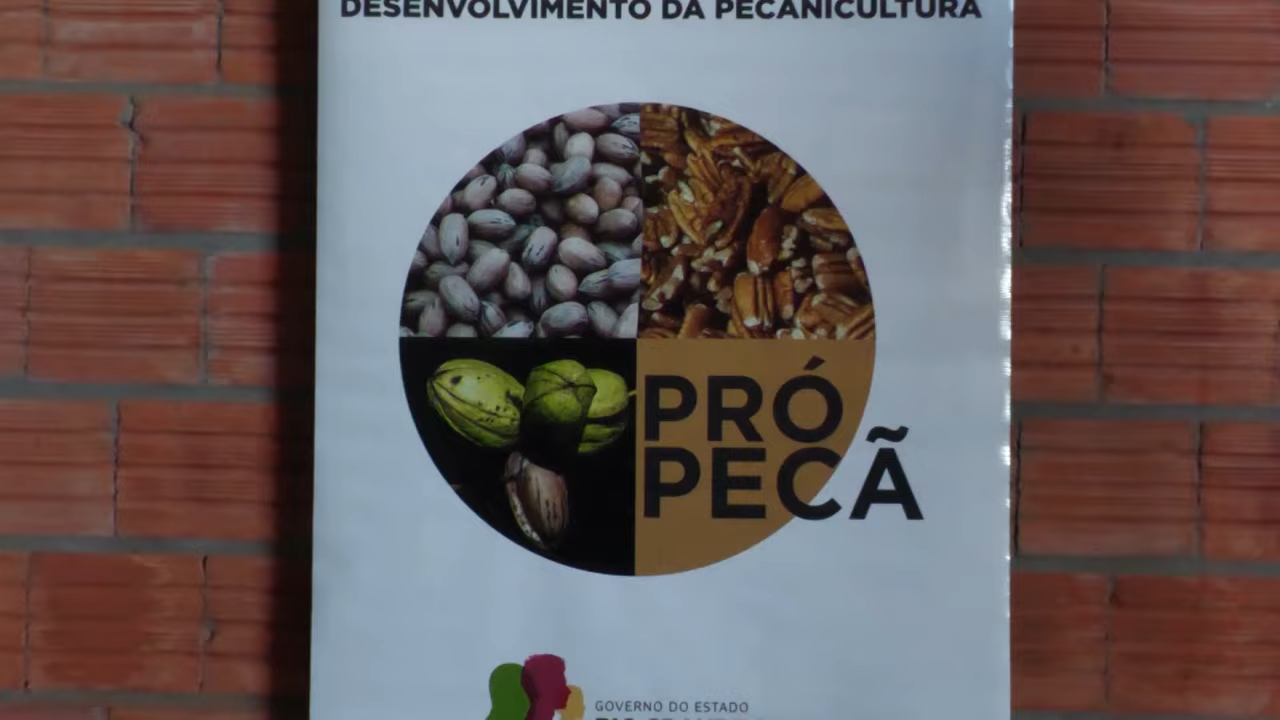 DESENVOLVIMENTO DA PECANICULTURA
PRÓ
PECÃ
GOVERNO DO ESTADO